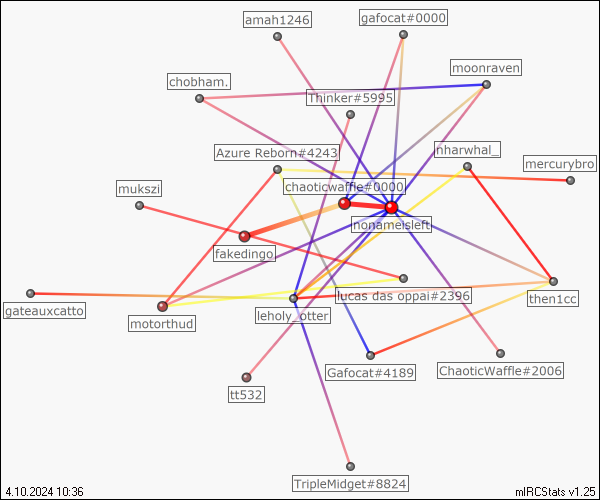 amah1246
gafocat#0000
moonraven
chobham.
Thinker#5995
nharwhal_
Azure Reborn#4243
mercurybro
chaoticwaffle#0000
mukszi
nonameisleft
fakedingo
lucas das oppai#2396
then1cc
gateauxcatto
leholy_otter
motorthud
Gafocat#4189
ChaoticWaffle#2006
tt532
TripleMidget#8824
4.10.2024 10:36
mIRCStats v1.25